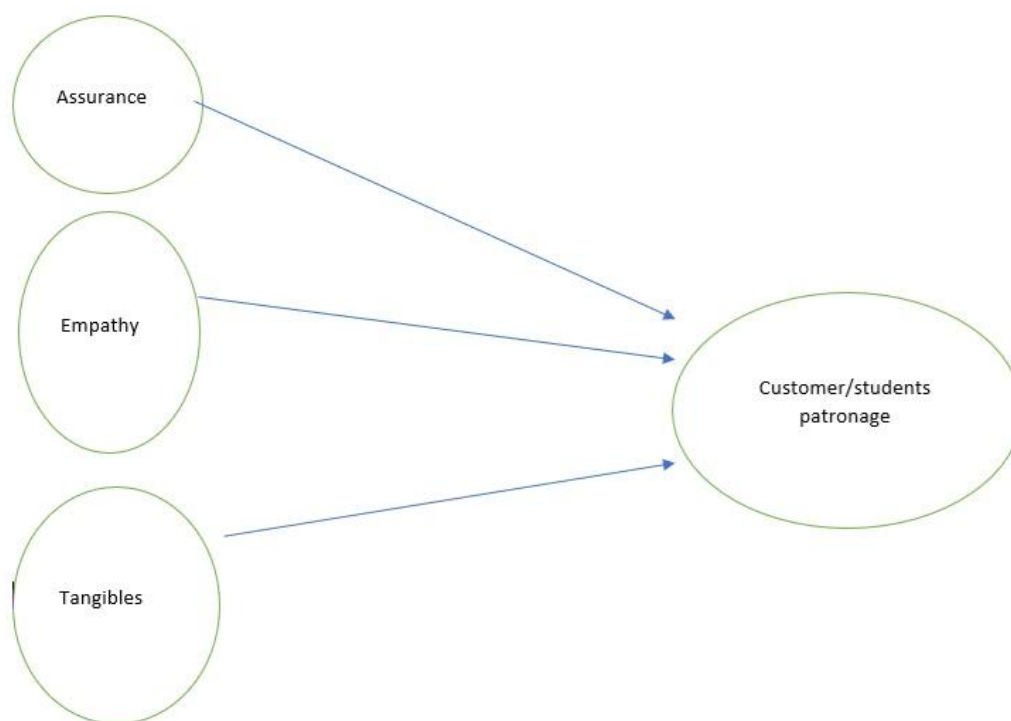 Assurance
Empathy
Customer/students
patronage
Tangibles